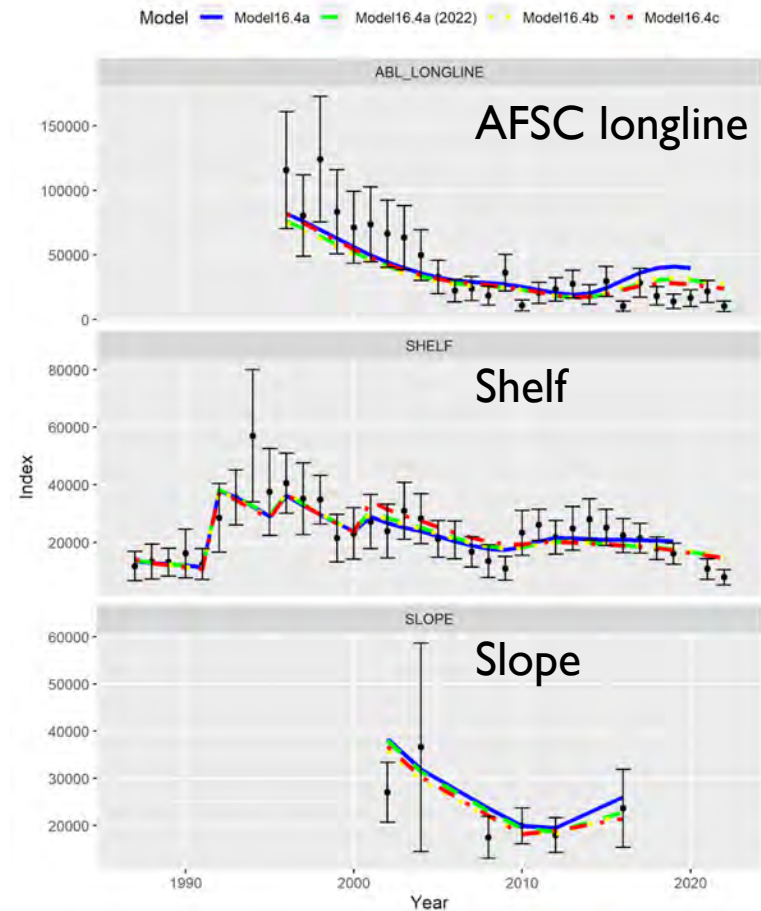 Model Model16.4a Model16.4a (2022) Model16.4b Model16.4c
ABL_LONGLINE
AFSC longline
150000
100000
50000
0
SHELF
Shelf
80000
60000
40000
20000
Index
SLOPE
Slope
60000
50000
40000
30000
20000
1990 2000 2010 2020
Year